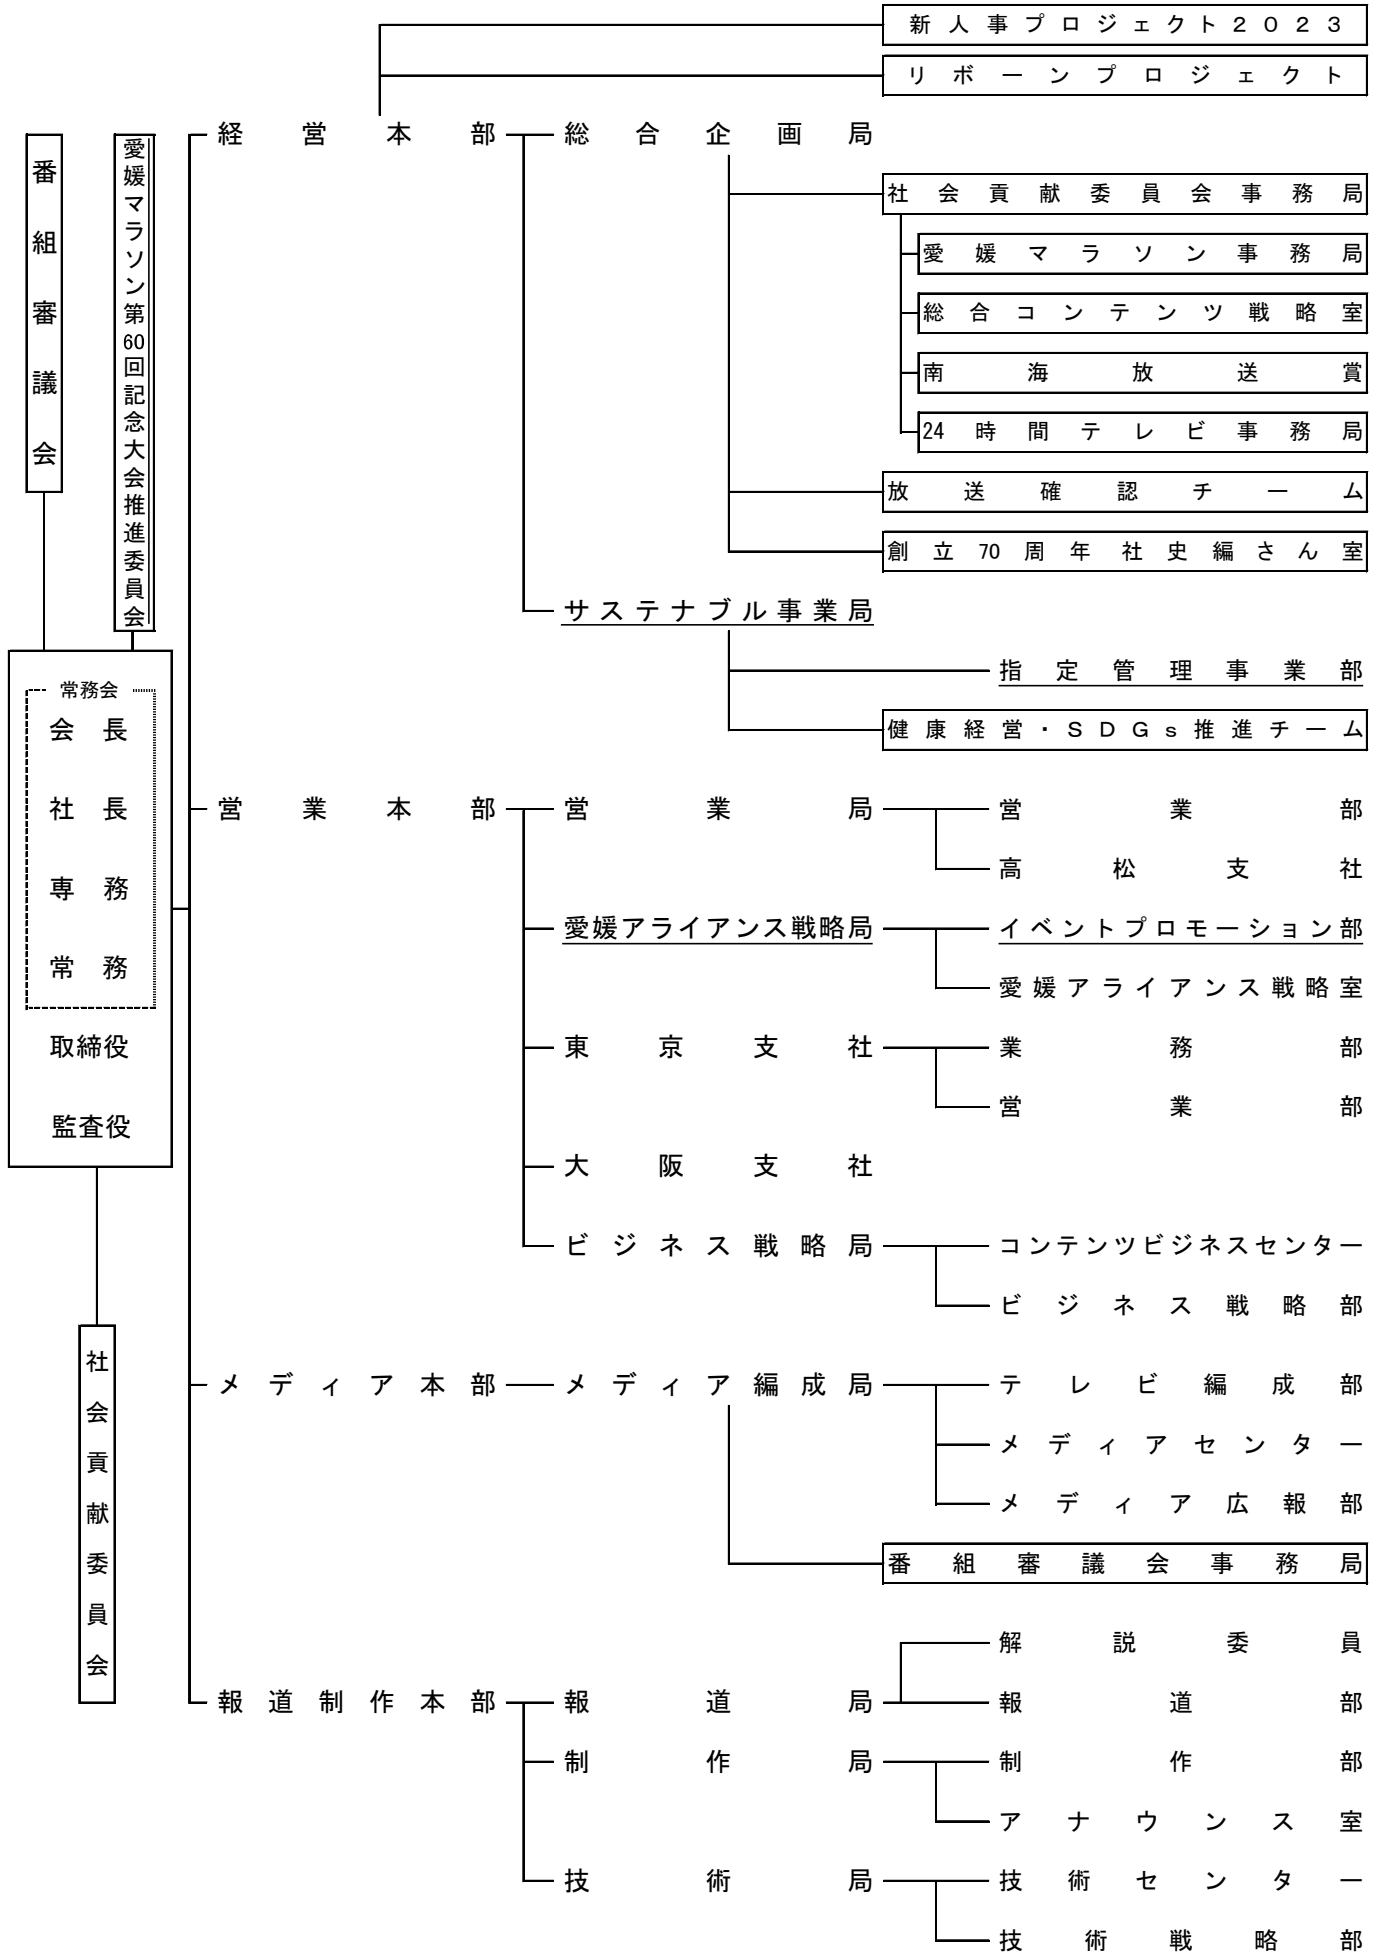 新人事プロジェクト２０２３
リボーンプロジェクト
経営本部
総合企画局
社会貢献委員会事務局
愛媛マラソン事務局
総合コンテンツ戦略室
南海放送賞
24時間テレビ事務局
放送確認チーム
創立70周年社史編さん室
サステナブル事業局
指定管理事業部
健康経営・ＳＤＧｓ推進チーム
番組審議会
愛媛マラソン第60回記念大会推進委員会
常務会
会長
社長
専務
常務
取締役
監査役
社会貢献委員会
営業本部
営業局
営業部
高松支社
愛媛アライアンス戦略局
イベントプロモーション部
愛媛アライアンス戦略室
東京支社
業務部
営業部
大阪支社
ビジネス戦略局
コンテンツビジネスセンター
ビジネス戦略部
メディア本部
メディア編成局
テレビ編成部
メディアセンター
メディア広報部
番組審議会事務局
報道制作本部
報道局
解説委員
報道部
制作局
制作部
アナウンス室
技術局
技術センター
技術戦略部